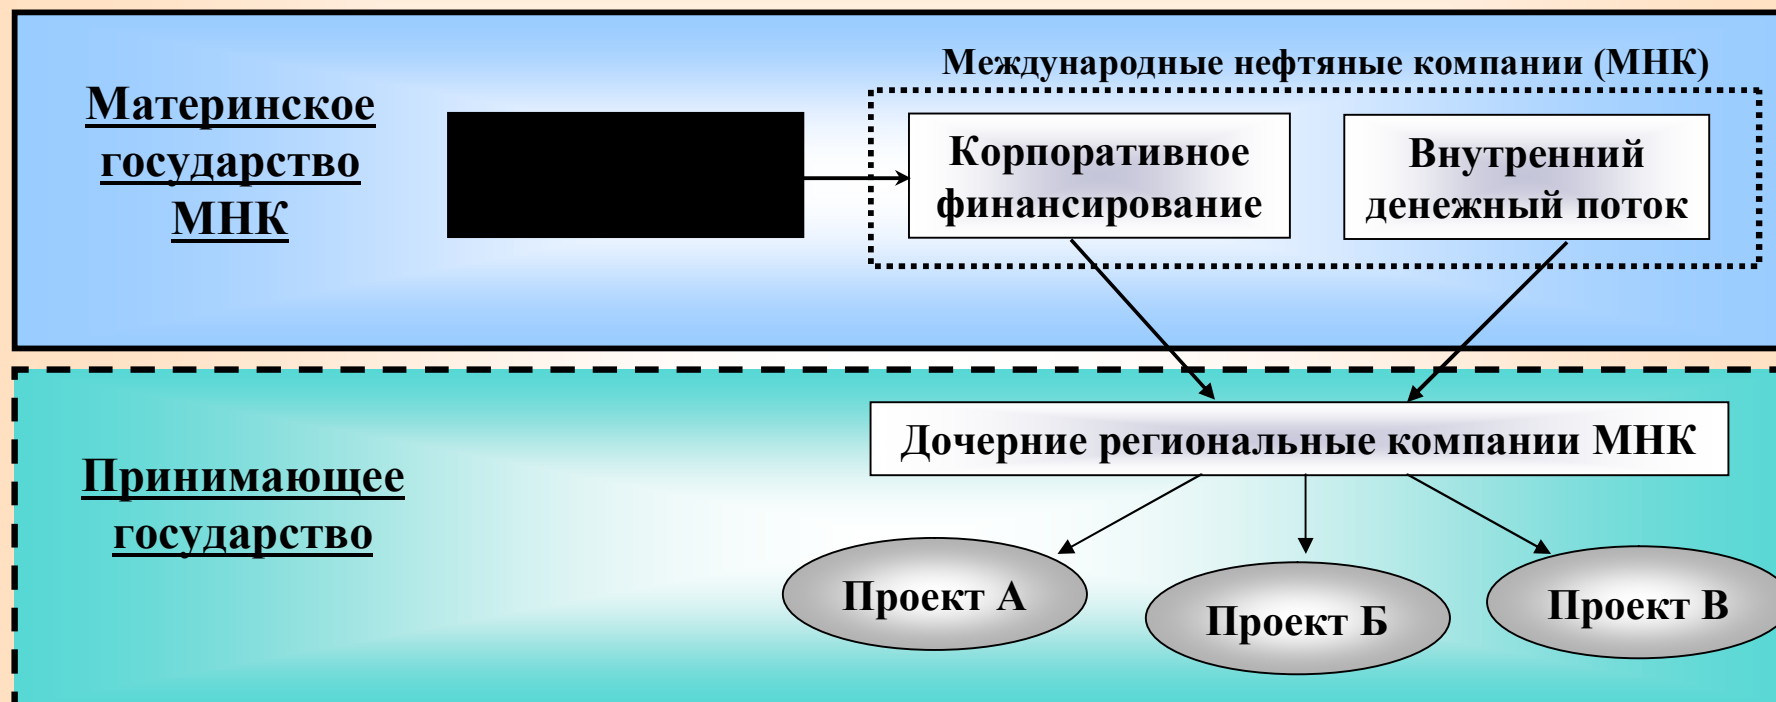 Международные нефтяные компании (МНК)
Материнское
государство
МНК
Корпоративное
финансирование
Внутренний
денежный поток
Дочерние региональные компании МНК
Принимающее
государство
Проект А
Проект Б
Проект В